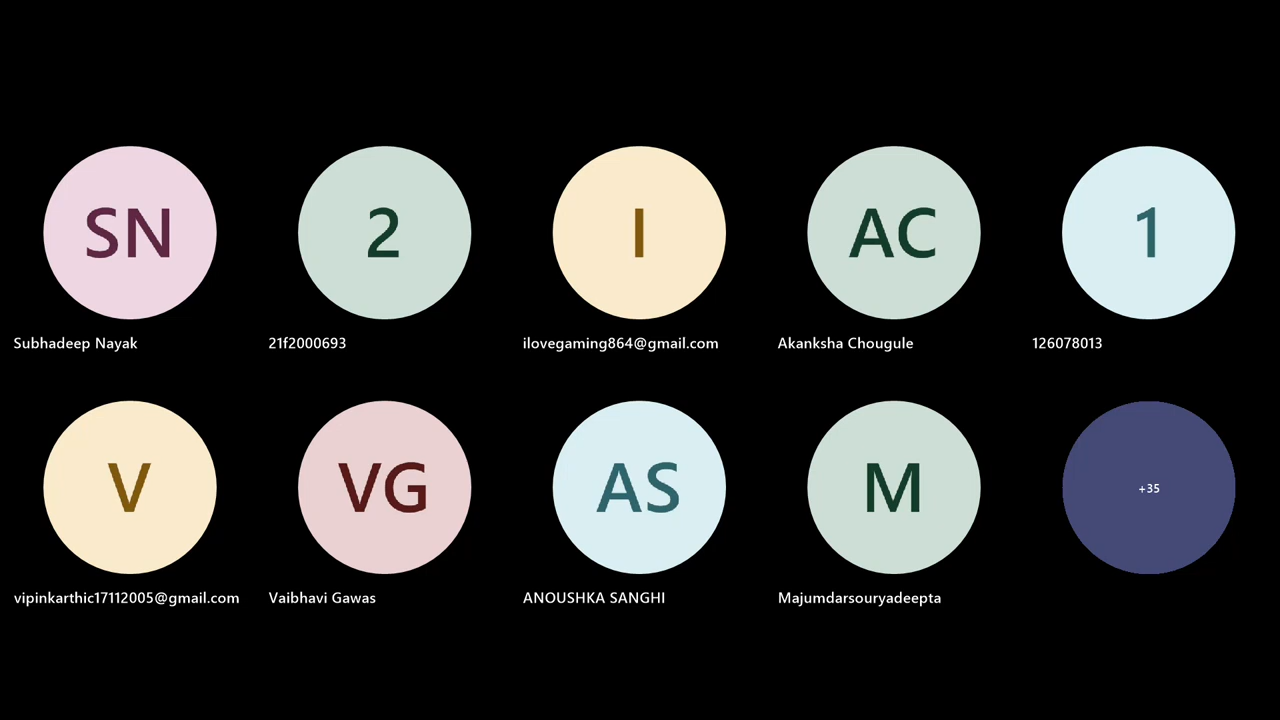 SN
2
I
AC
1
Subhadeep Nayak
21f2000693
ilovegaming864@gmail.com
Akanksha Chougule
126078013
V
VG
AS
M
+35
vipinkarthic17112005@gmail.com
Vaibhavi Gawas
ANOUSHKA SANGHI
Majumdarsouryadeepta